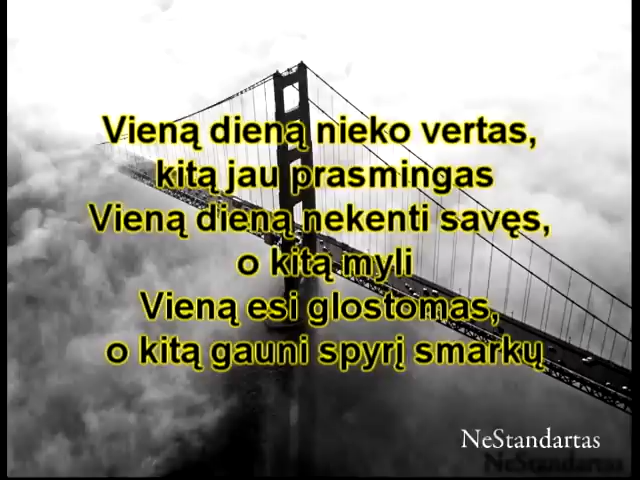 Vieną dieną nieko vertas,
kitą jau prasmingas
Vieną dieną nekenti savęs,
o kitą myli
Vieną esi glostomas,
o kitą gauni spyrį smarkų
NeStandartas
NeStandartas